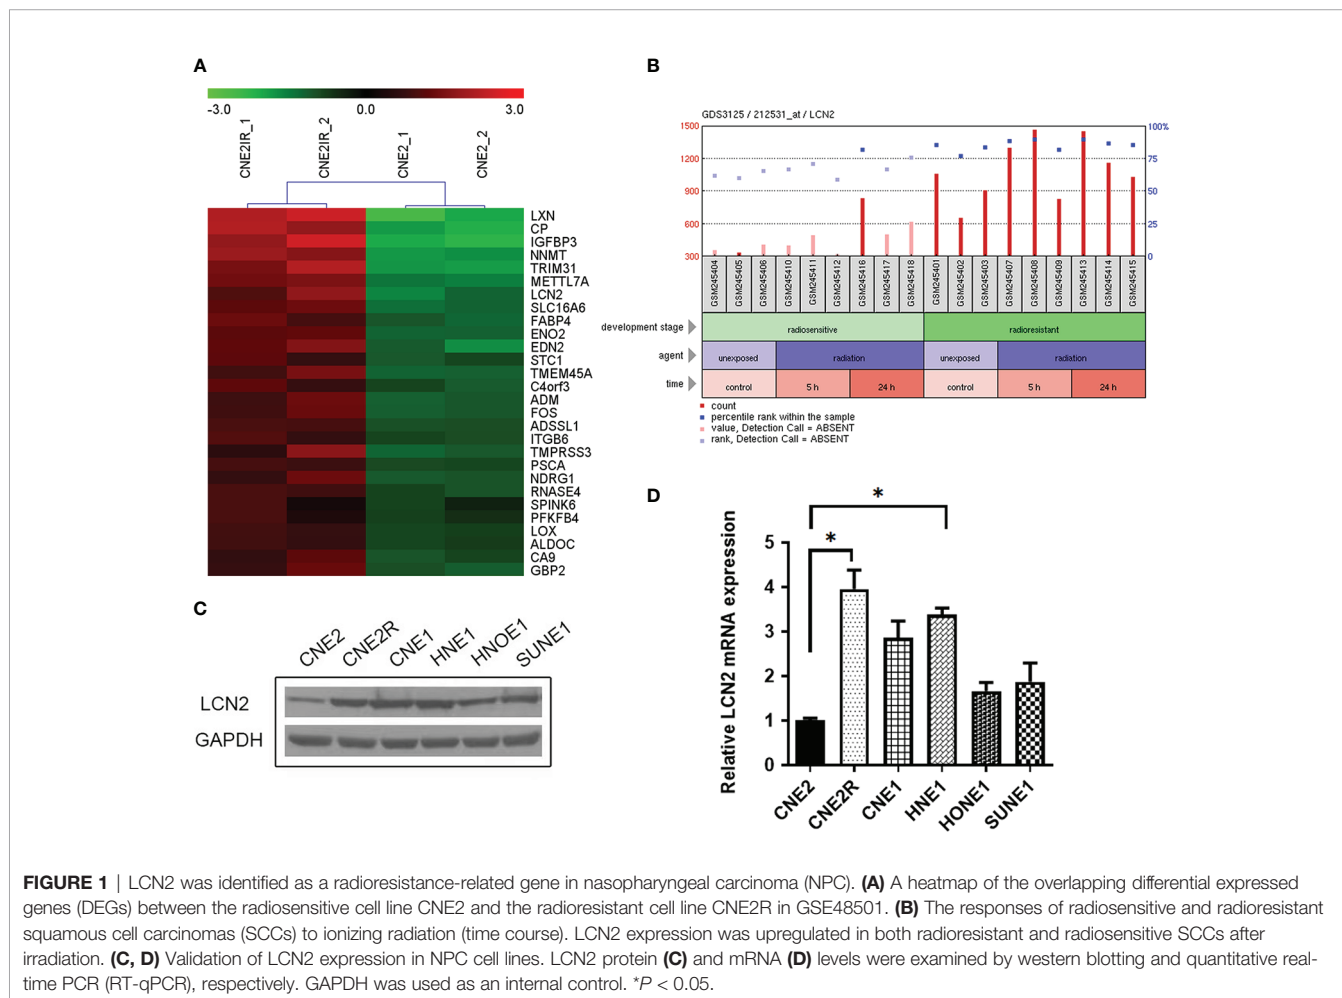 A
-3.0 0.0 3.0
CNE2IR_1
CNE2IR_2
CNE2_1
CNE2_2
LXN
CP
IGFBP3
NNMT
TRIM31
METTL7A
LCN2
SLC16A6
FABP4
ENO2
EDN2
STC1
TMEM45A
C4orf3
ADM
FOS
ADSSL1
ITGB6
TMPRSS3
PSCA
NDRG1
RNASE4
SPINK6
PFKFB4
LOX
ALDOC
CA9
GBP2
B
GDS3125 / 212531_at / LCN2
1500 100%
1200 75
900 50
600 25
300 0
GSM245404
GSM245405
GSM245406
GSM245410
GSM245411
GSM245412
GSM245416
GSM245417
GSM245418
GSM245401
GSM245402
GSM245403
GSM245407
GSM245408
GSM245409
GSM245413
GSM245414
GSM245415
development stage radiosensitive radioresistant
agent unexposed radiation unexposed radiation
time control 5 h 24 h control 5 h 24 h
count
percentile rank within the sample
value, Detection Call = ABSENT
rank, Detection Call = ABSENT
C
CNE2 CNE2R CNE1 HNE1 HNOE1 SUNE1
LCN2
GAPDH
D
*
*
Relative LCN2 mRNA expression
5
4
3
2
1
0
CNE2 CNE2R CNE1 HNE1 HONE1 SUNE1
FIGURE 1 | LCN2 was identified as a radioresistance-related gene in nasopharyngeal carcinoma (NPC). (A) A heatmap of the overlapping differential expressed
genes (DEGs) between the radiosensitive cell line CNE2 and the radioresistant cell line CNE2R in GSE48501. (B) The responses of radiosensitive and radioresistant
squamous cell carcinomas (SCCs) to ionizing radiation (time course). LCN2 expression was upregulated in both radioresistant and radiosensitive SCCs after
irradiation. (C, D) Validation of LCN2 expression in NPC cell lines. LCN2 protein (C) and mRNA (D) levels were examined by western blotting and quantitative real-
time PCR (RT-qPCR), respectively. GAPDH was used as an internal control. *P < 0.05.